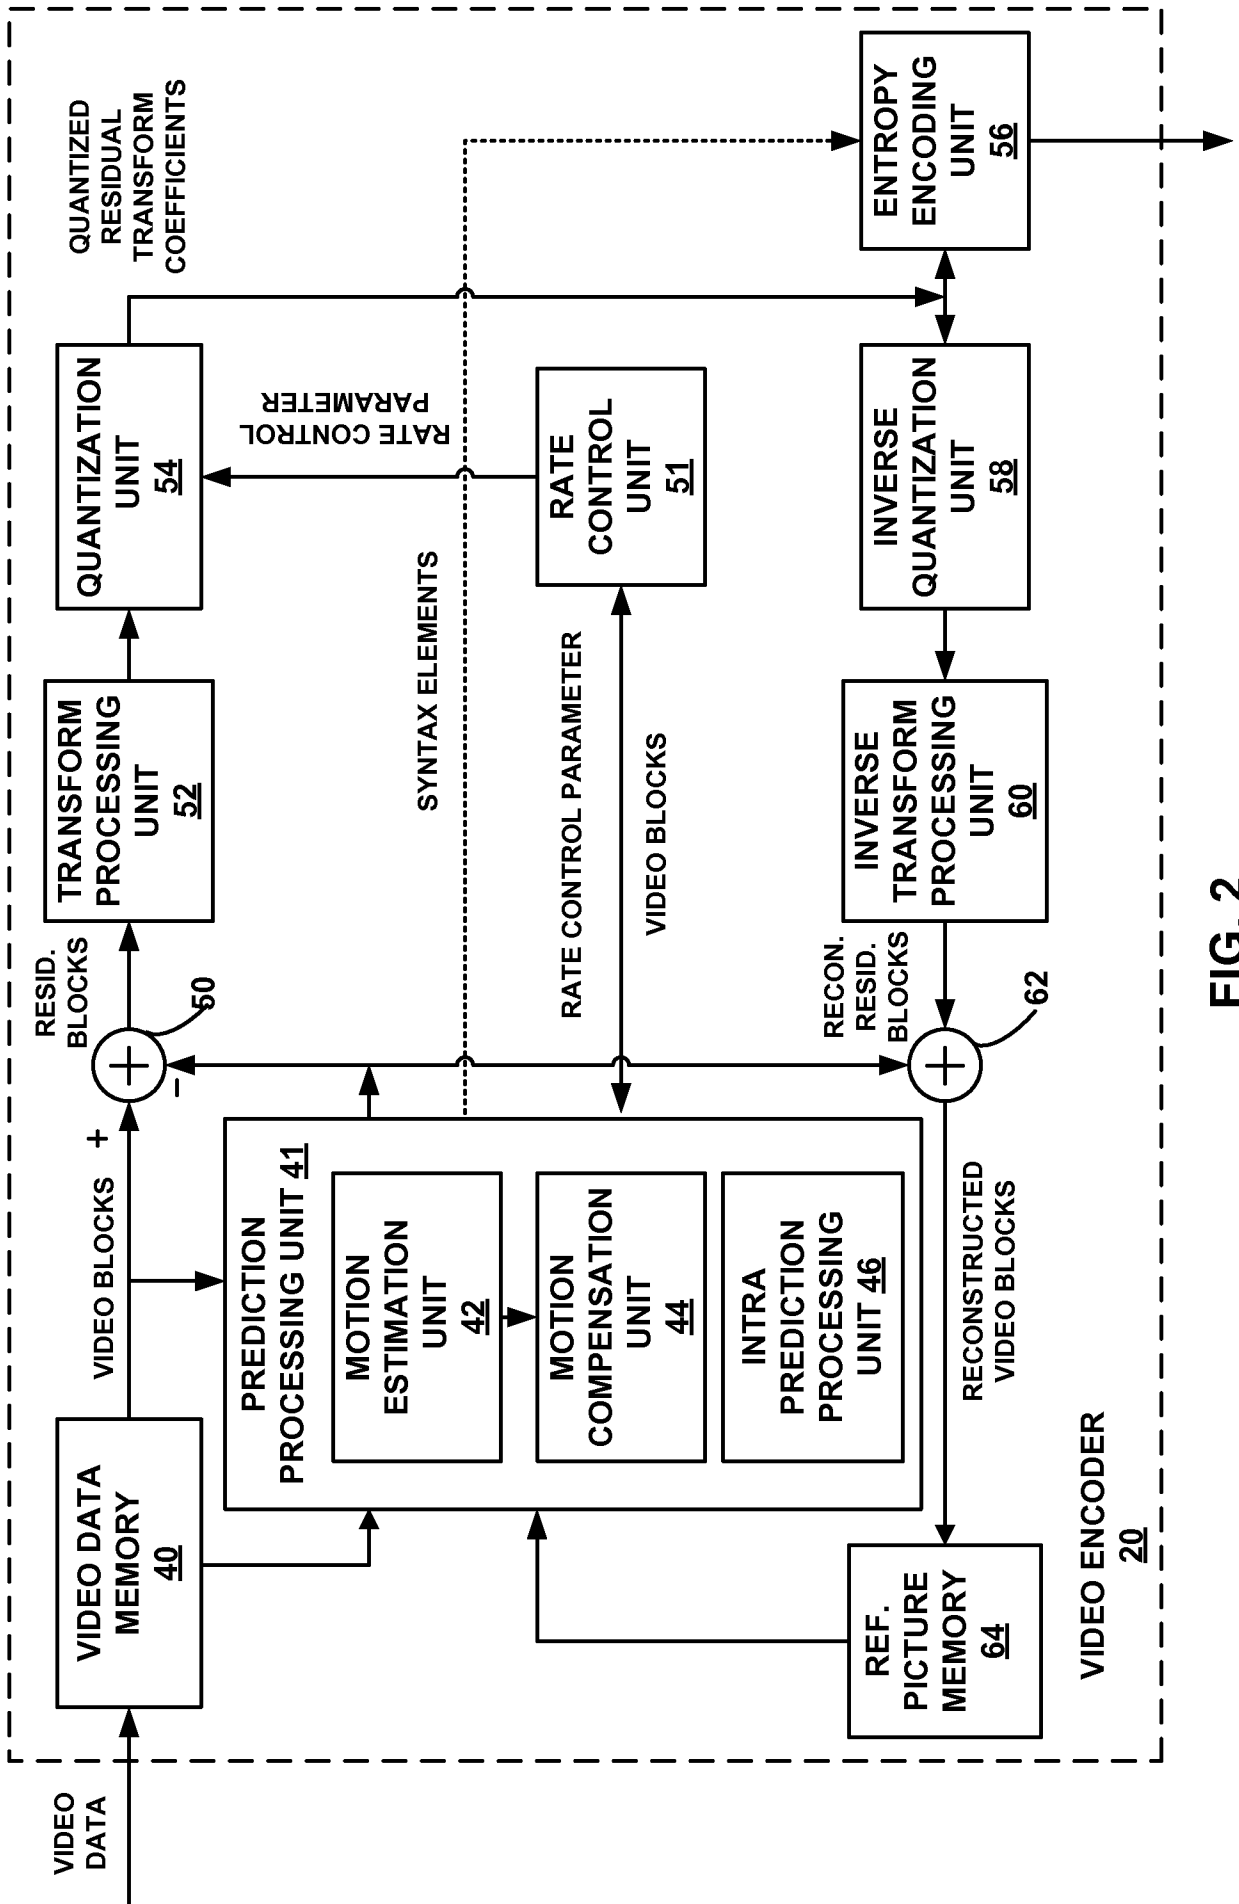 VIDEO
DATA
VIDEO DATA
MEMORY
40
VIDEO BLOCKS
+
-
50
RESID.
BLOCKS
TRANSFORM
PROCESSING
UNIT
52
QUANTIZATION
UNIT
54
QUANTIZED
RESIDUAL
TRANSFORM
COEFFICIENTS
RATE CONTROL
PARAMETER
PREDICTION
PROCESSING UNIT 41
MOTION
ESTIMATION
UNIT
42
MOTION
COMPENSATION
UNIT
44
INTRA
PREDICTION
PROCESSING
UNIT 46
SYNTAX ELEMENTS
RATE CONTROL PARAMETER
VIDEO BLOCKS
RATE
CONTROL
UNIT
51
REF.
PICTURE
MEMORY
64
RECONSTRUCTED
VIDEO BLOCKS
62
RECON.
RESID.
BLOCKS
INVERSE
TRANSFORM
PROCESSING
UNIT
60
INVERSE
QUANTIZATION
UNIT
58
ENTROPY
ENCODING
UNIT
56
VIDEO ENCODER
20
FIG. 2